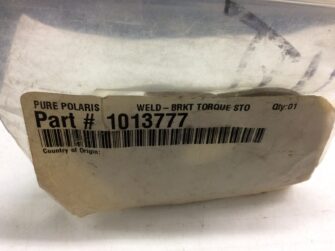 PURE POLARIS WELD-BRKT TORQUE STO Qty:01
Part # 1013777
Country of Origin: